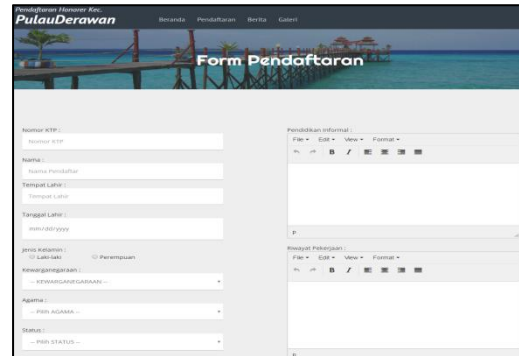 Pendaftaran Honorer Kec.
PulauDerawan
Beranda Pendaftaran Berita Galeri
Form Pendaftaran
Nomor KTP :
Nomor KTP
Nama :
Nama Pendaftar
Tempat Lahir :
Tempat Lahir
Tanggal Lahir :
mm/dd/yyyy
Jenis Kelamin :
Laki-laki Perempuan
Kewarganegaraan :
-- KEWARGANEGARAAN --
Agama :
-- Pilih AGAMA --
Status :
-- Pilih STATUS --
Pendidikan Informal :
File Edit View Format
B I
P
Riwayat Pekerjaan :
File Edit View Format
B I
P